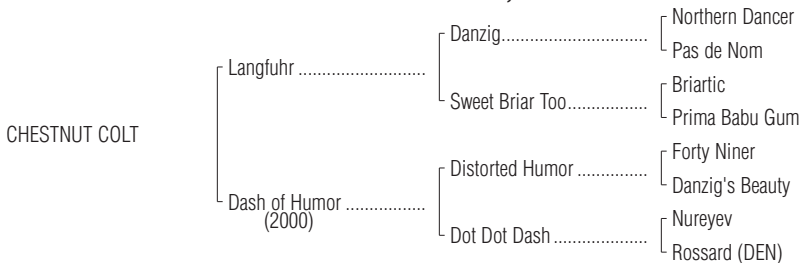 Northern Dancer
Danzig..............................
Pas de Nom
Langfuhr ..........................
Briartic
Sweet Briar Too................
Prima Babu Gum
CHESTNUT COLT
Forty Niner
Distorted Humor ..............
Danzig's Beauty
Dash of Humor ................
(2000)
Nureyev
Dot Dot Dash ...................
Rossard (DEN)